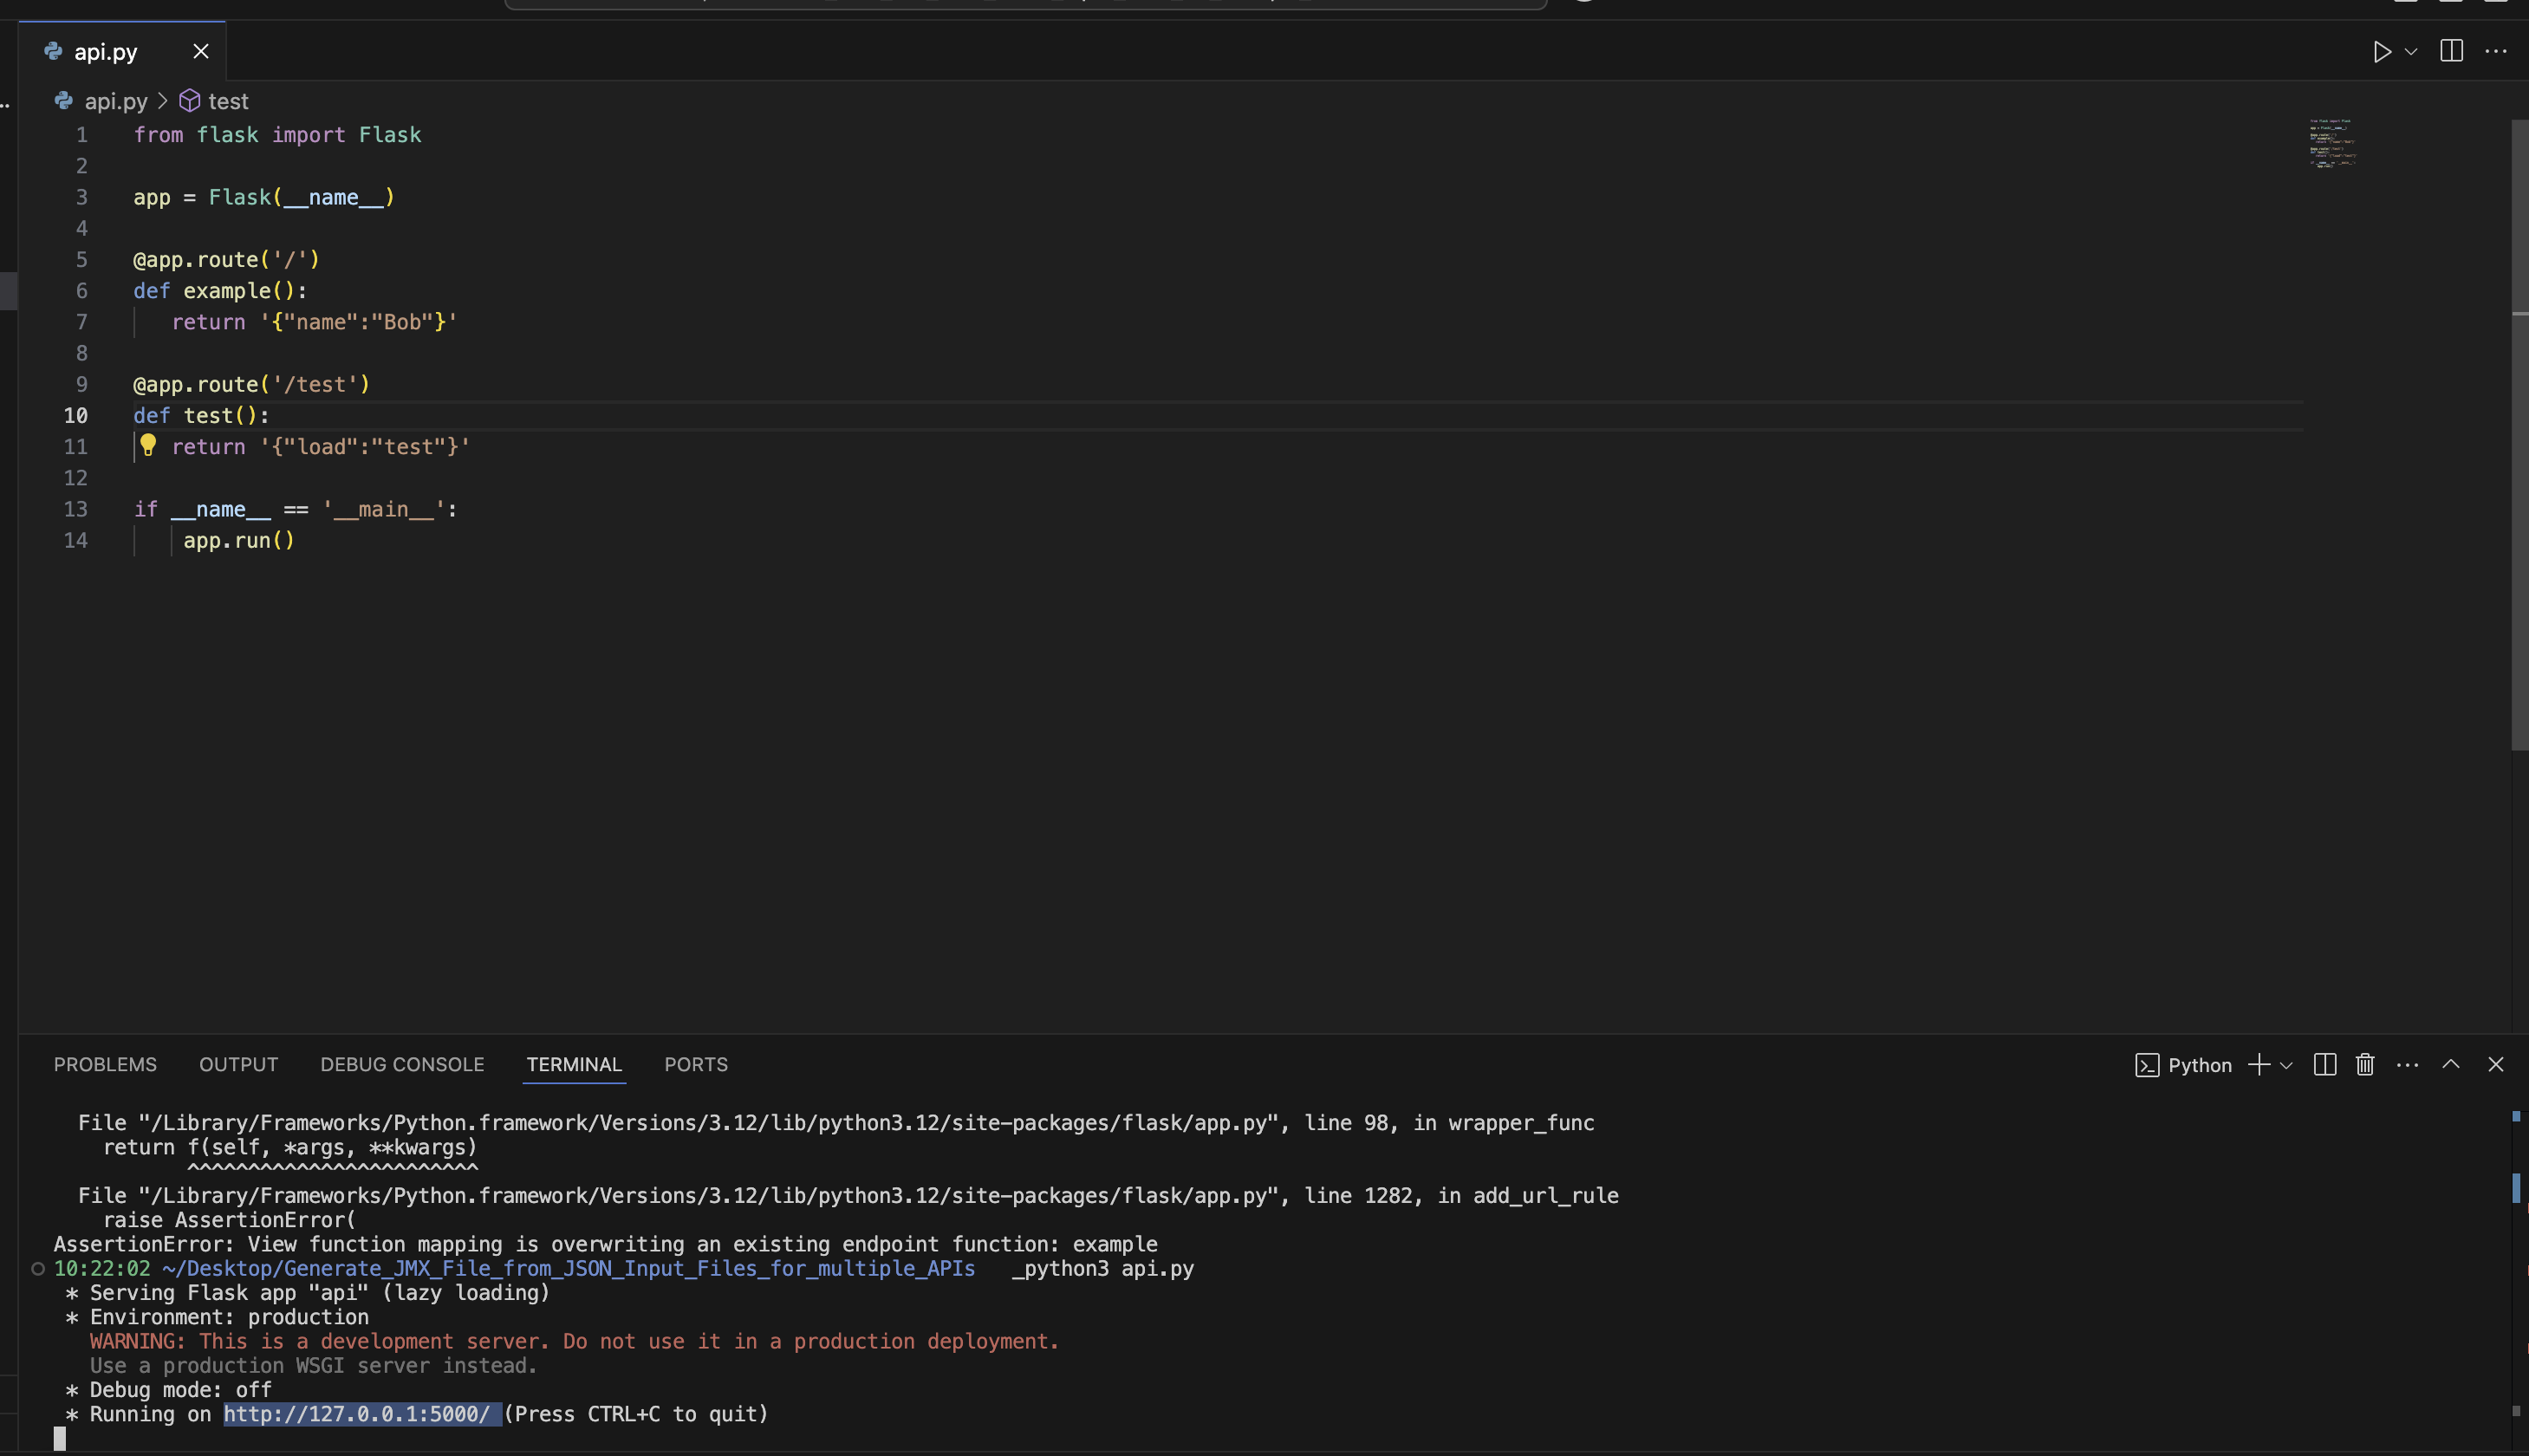 api.py
api.py > test
1 from flask import Flask
2
3 app = Flask(__name__)
4
5 @app.route('/')
6 def example():
7    return '{"name":"Bob"}'
8
9 @app.route('/test')
10 def test():
11    return '{"load":"test"}'
12
13 if __name__ == '__main__':
14     app.run()
PROBLEMS OUTPUT DEBUG CONSOLE TERMINAL PORTS Python
  File "/Library/Frameworks/Python.framework/Versions/3.12/lib/python3.12/site-packages/flask/app.py", line 98, in wrapper_func
    return f(self, *args, **kwargs)
           ^^^^^^^^^^^^^^^^^^^^^^^^
  File "/Library/Frameworks/Python.framework/Versions/3.12/lib/python3.12/site-packages/flask/app.py", line 1282, in add_url_rule
    raise AssertionError(
AssertionError: View function mapping is overwriting an existing endpoint function: example
10:22:02 ~/Desktop/Generate_JMX_File_from_JSON_Input_Files_for_multiple_APIs _python3 api.py
 * Serving Flask app "api" (lazy loading)
 * Environment: production
   WARNING: This is a development server. Do not use it in a production deployment.
   Use a production WSGI server instead.
 * Debug mode: off
 * Running on http://127.0.0.1:5000/ (Press CTRL+C to quit)